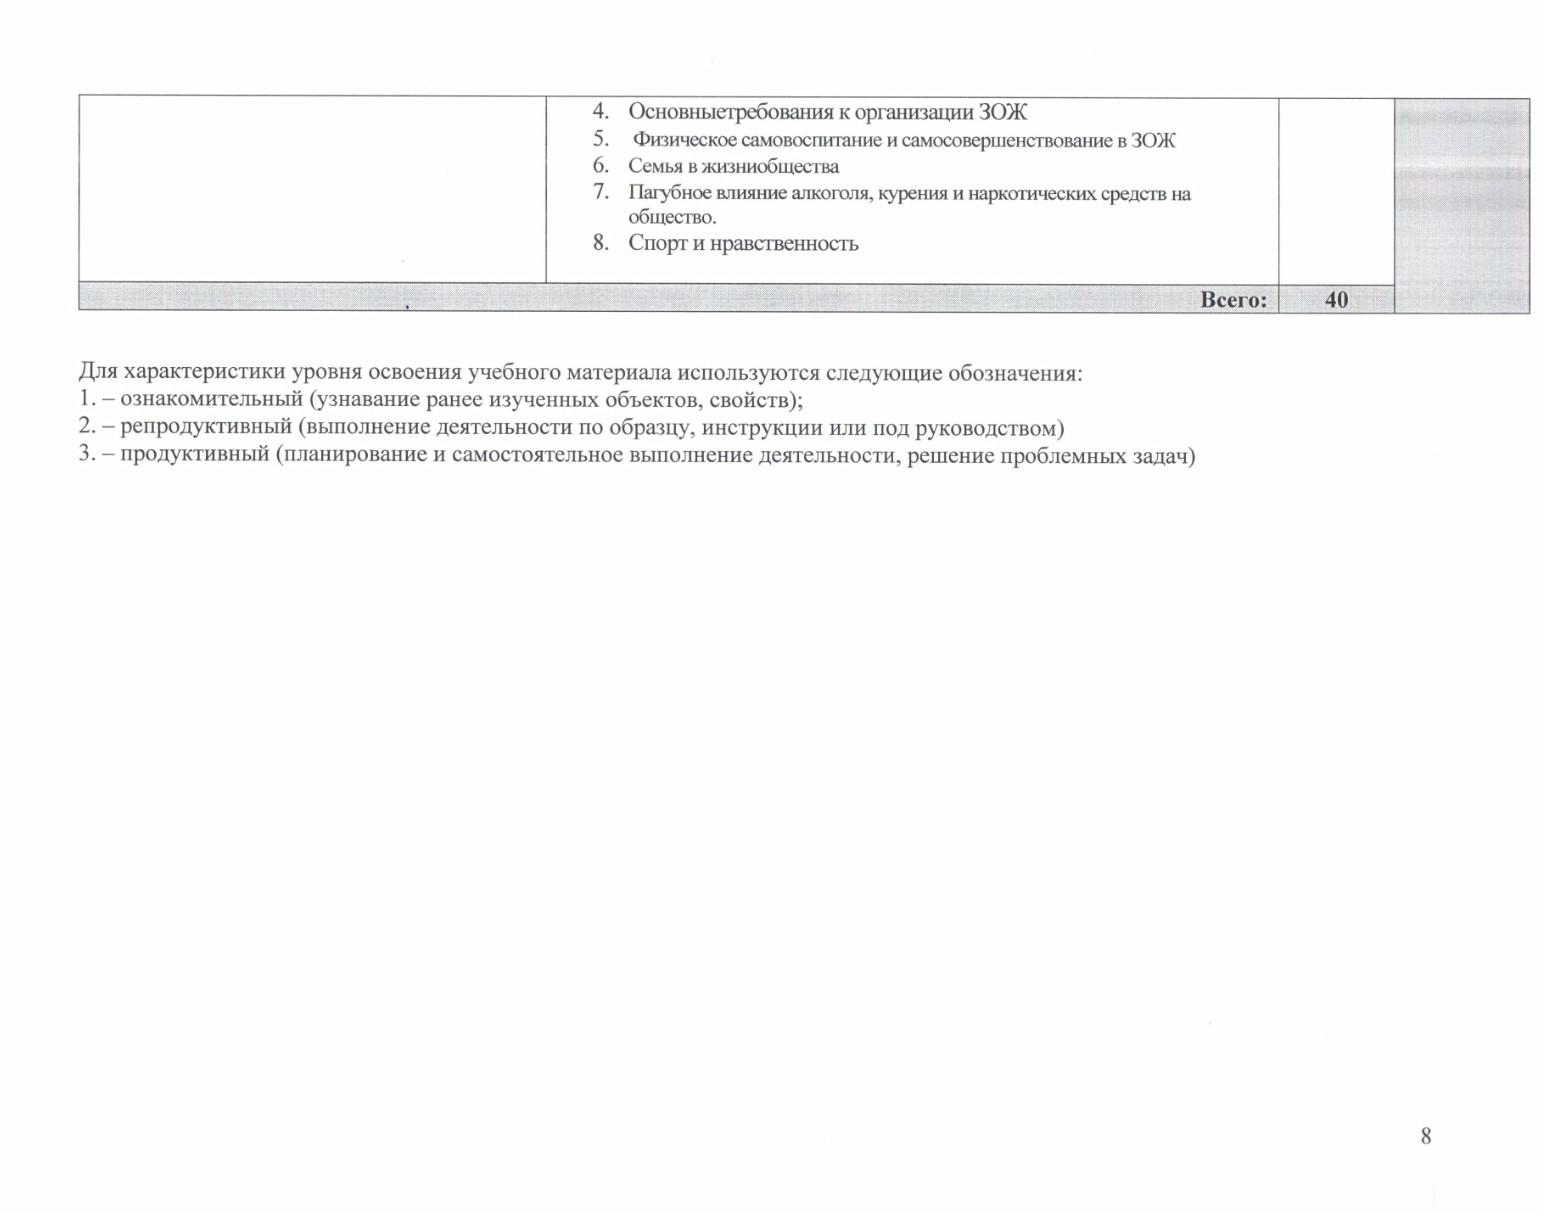 4. Основныетребования к организации ЗОЖ
5. Физическое самовоспитание и самосовершенствование в ЗОЖ
6. Семья в жизниобщества
7. Пагубное влияние алкоголя, курения и наркотических средств на
общество.
8. Спорт и нравственность
Всего: 40
Для характеристики уровня освоения учебного материала используются следующие обозначения:
1. – ознакомительный (узнавание ранее изученных объектов, свойств);
2. – репродуктивный (выполнение деятельности по образцу, инструкции или под руководством)
3. – продуктивный (планирование и самостоятельное выполнение деятельности, решение проблемных задач)
8